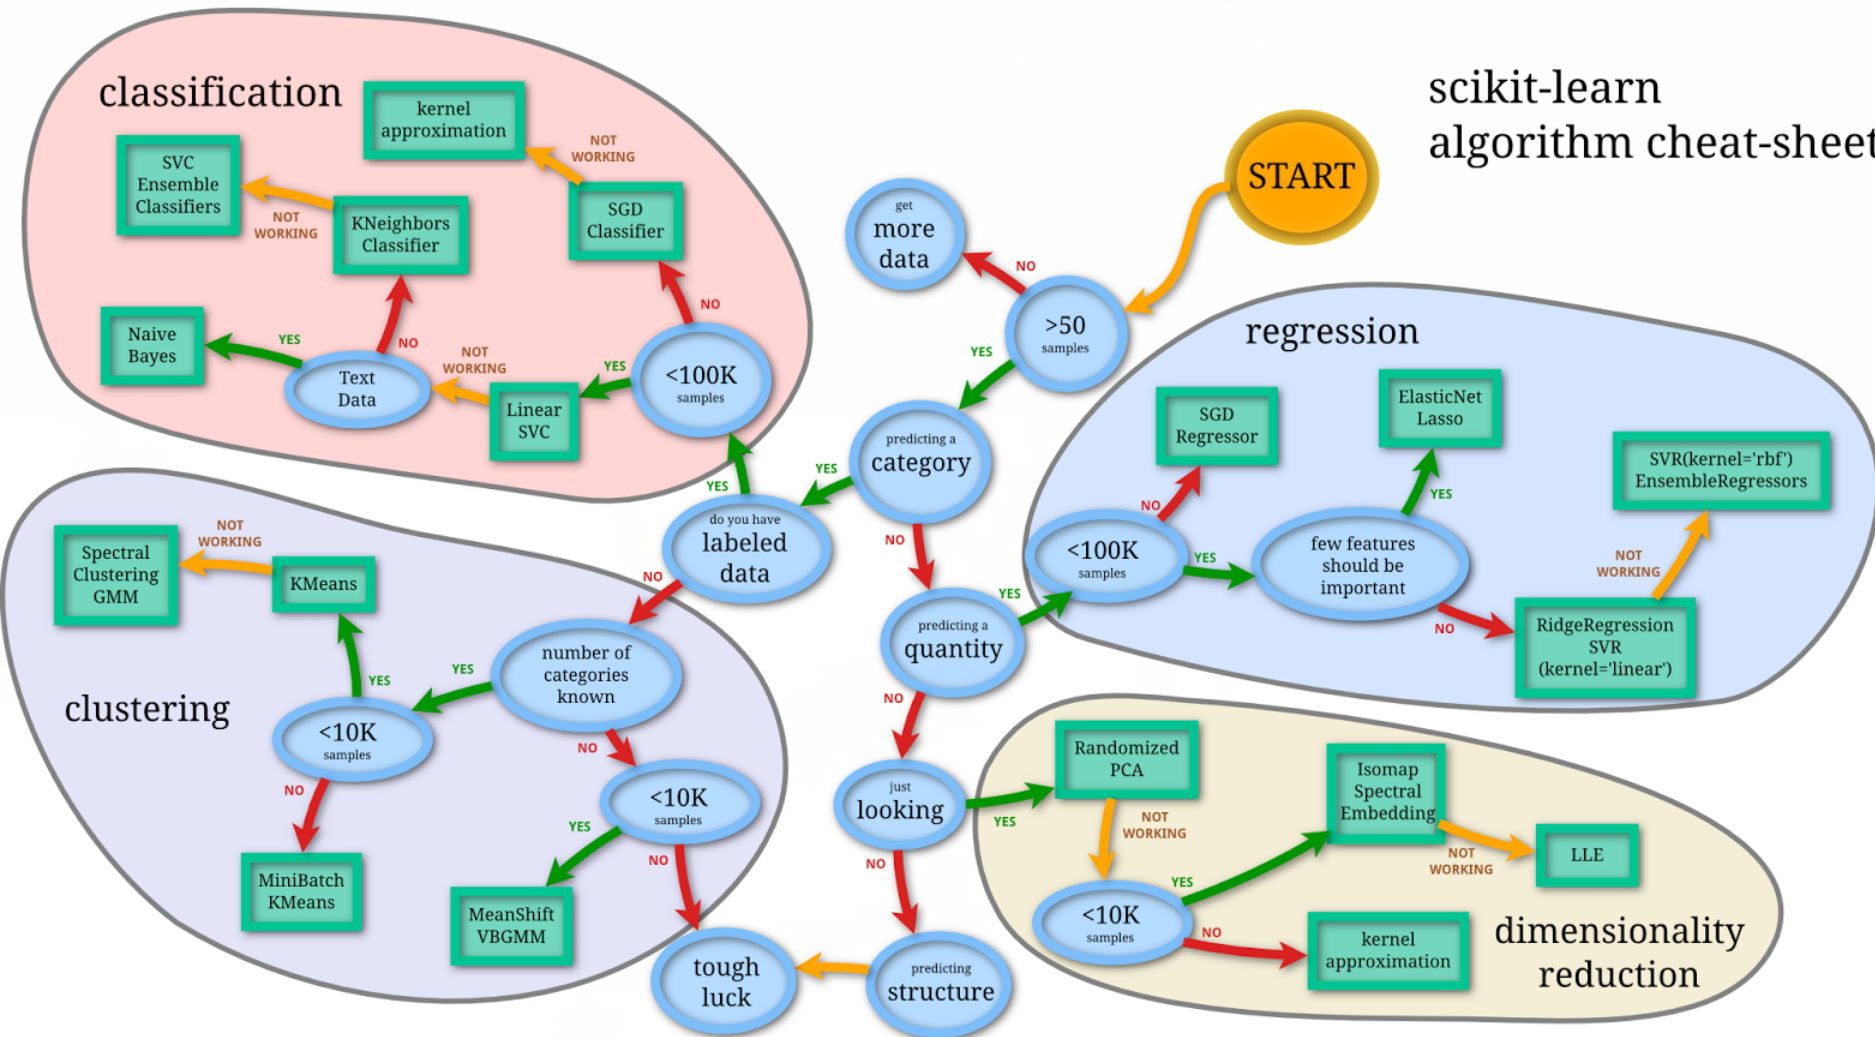 scikit-learn
algorithm cheat-sheet
START
get
more
data
NO
>50
samples
YES
predicting a
category
YES
NO
do you have
labeled
data
YES
NO
predicting a
quantity
YES
NO
just
looking
YES
NO
predicting
structure
tough
luck
classification
kernel
approximation
NOT
WORKING
SVC
Ensemble
Classifiers
NOT
WORKING
KNeighbors
Classifier
SGD
Classifier
NO
Naive
Bayes
YES
NO
Text
Data
NOT
WORKING
Linear
SVC
YES
<100K
samples
regression
SGD
Regressor
ElasticNet
Lasso
SVR(kernel='rbf')
EnsembleRegressors
NO
YES
<100K
samples
YES
few features
should be
important
NOT
WORKING
NO
RidgeRegression
SVR
(kernel='linear')
clustering
Spectral
Clustering
GMM
NOT
WORKING
KMeans
number of
categories
known
YES
YES
<10K
samples
NO
NO
<10K
samples
YES
NO
MiniBatch
KMeans
MeanShift
VBGMM
Randomized
PCA
NOT
WORKING
Isomap
Spectral
Embedding
NOT
WORKING
LLE
YES
<10K
samples
NO
kernel
approximation
dimensionality
reduction